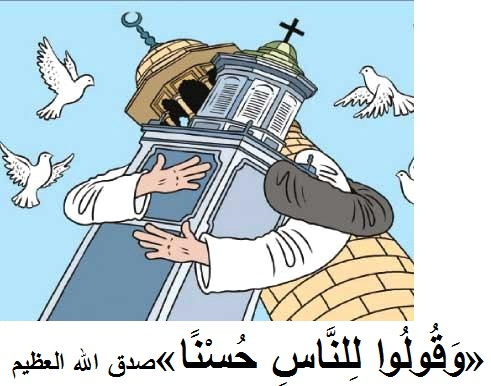 «وَقُولُوا لِلنَّاسِ حُسْنًا» صدق الله العظيم